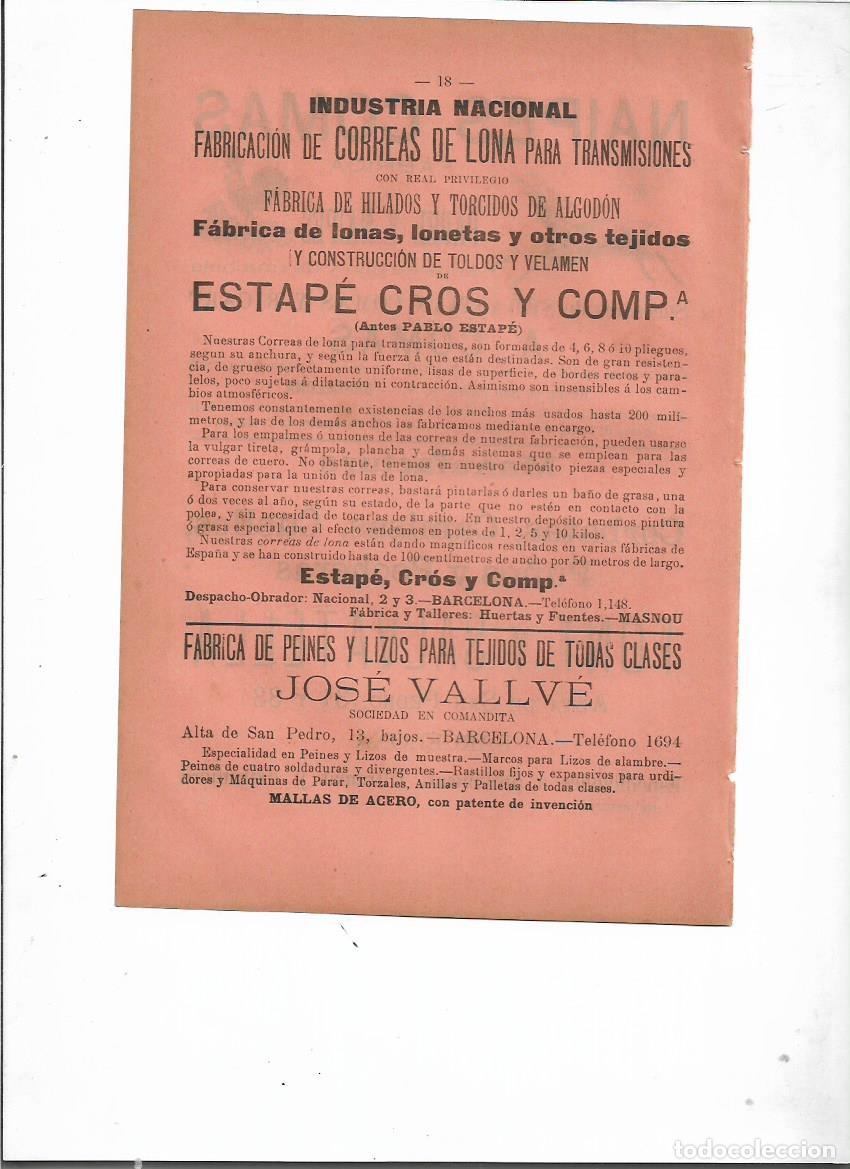 — 18 —
INDUSTRIA NACIONAL
FABRICACIÓN DE CORREAS DE LONA PARA TRANSMISIONES
CON REAL PRIVILEGIO
FÁBRICA DE HILADOS Y TORCIDOS DE ALGODÓN
Fábrica de lonas, lonetas y otros tejidos
Y CONSTRUCCIÓN DE TOLDOS Y VELAMEN
DE
ESTAPÉ CROS Y COMP.ᴬ
(Antes PABLO ESTAPÉ)
Nuestras Correas de lona para transmisiones, son formadas de 4, 6, 8 ó 10 pliegues,
segun su anchura, y según la fuerza á que están destinadas. Son de gran resisten-
cia, de grueso perfectamente uniforme, lisas de superficie, de bordes rectos y para-
lelos, poco sujetas á dilatación ni contracción. Asimismo son insensibles á los cam-
bios atmosféricos.
Tenemos constantemente existencias de los anchos más usados hasta 200 milí-
metros, y las de los demás anchos las fabricamos mediante encargo.
Para los empalmes ó uniones de las correas de nuestra fabricación, pueden usarse
la vulgar tireta, grámpola, plancha y demás sistemas que se emplean para las
correas de cuero. No obstante, tenemos en nuestro depósito piezas especiales y
apropiadas para la unión de las de lona.
Para conservar nuestras correas, bastará pintarlas ó darles un baño de grasa, una
ó dos veces al año, según su estado, de la parte que no estén en contacto con la
polea, y sin necesidad de tocarlas de su sitio. En nuestro depósito tenemos pintura
ó grasa especial que al efecto vendemos en potes de 1, 2, 5 y 10 kilos.
Nuestras correas de lona están dando magníficos resultados en varias fábricas de
España y se han construido hasta de 100 centímetros de ancho por 50 metros de largo.
Estapé, Crós y Comp.ª
Despacho-Obrador: Nacional, 2 y 3.—BARCELONA.—Teléfono 1,148.
Fábrica y Talleres: Huertas y Fuentes.—MASNOU
FABRICA DE PEINES Y LIZOS PARA TEJIDOS DE TODAS CLASES
JOSÉ VALLVÉ
SOCIEDAD EN COMANDITA
Alta de San Pedro, 13, bajos.—BARCELONA.—Teléfono 1694
Especialidad en Peines y Lizos de muestra.—Marcos para Lizos de alambre.—
Peines de cuatro soldaduras y divergentes.—Rastillos fijos y expansivos para urdi-
dores y Máquinas de Parar, Torzales, Anillas y Palletas de todas clases.
MALLAS DE ACERO, con patente de invención
todocoleccion